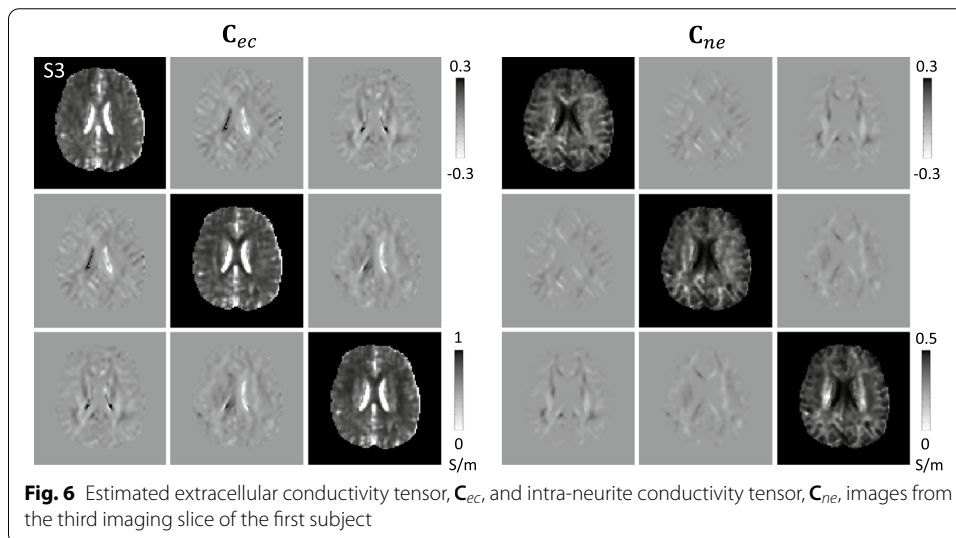 C_ec C_ne
S3
0.3
-0.3
0.3
-0.3
1
0
S/m
0.5
0
S/m
Fig. 6 Estimated extracellular conductivity tensor, C_ec, and intra-neurite conductivity tensor, C_ne, images from
the third imaging slice of the first subject